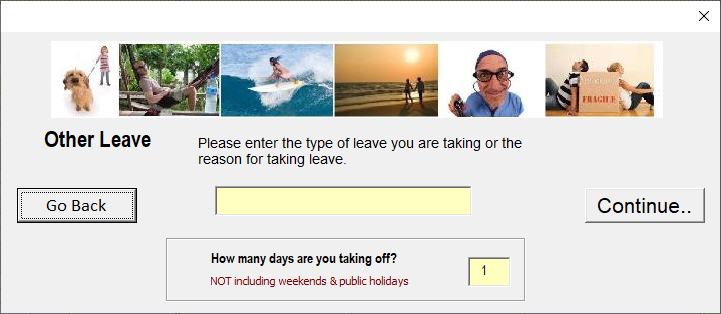 FRAGILE
Other Leave
Please enter the type of leave you are taking or the
reason for taking leave.
Go Back
Continue..
How many days are you taking off?
NOT including weekends & public holidays
1